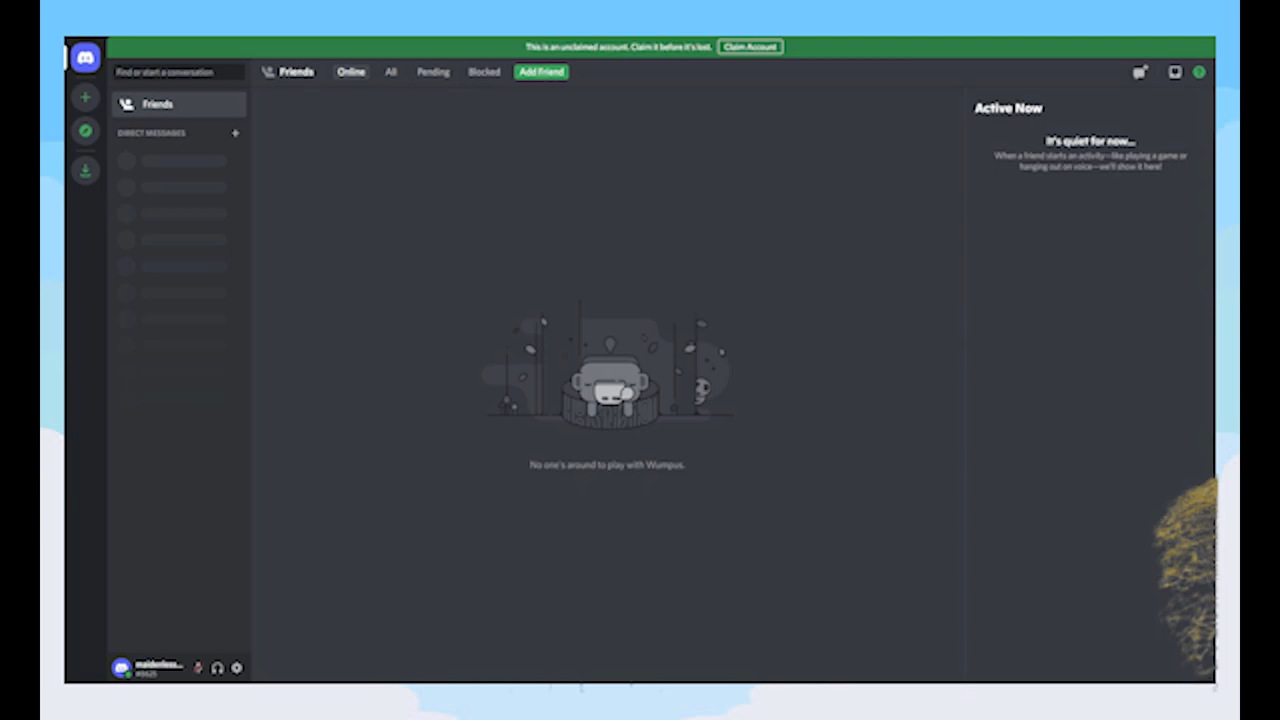 This is an unclaimed account. Claim it before it's lost.
Claim Account
Find or start a conversation
Friends
Online
All
Pending
Blocked
Add Friend
Friends
DIRECT MESSAGES
Active Now
It's quiet for now...
When a friend starts an activity—like playing a game or
hanging out on voice—we'll show it here!
No one's around to play with Wumpus.
maidenless...